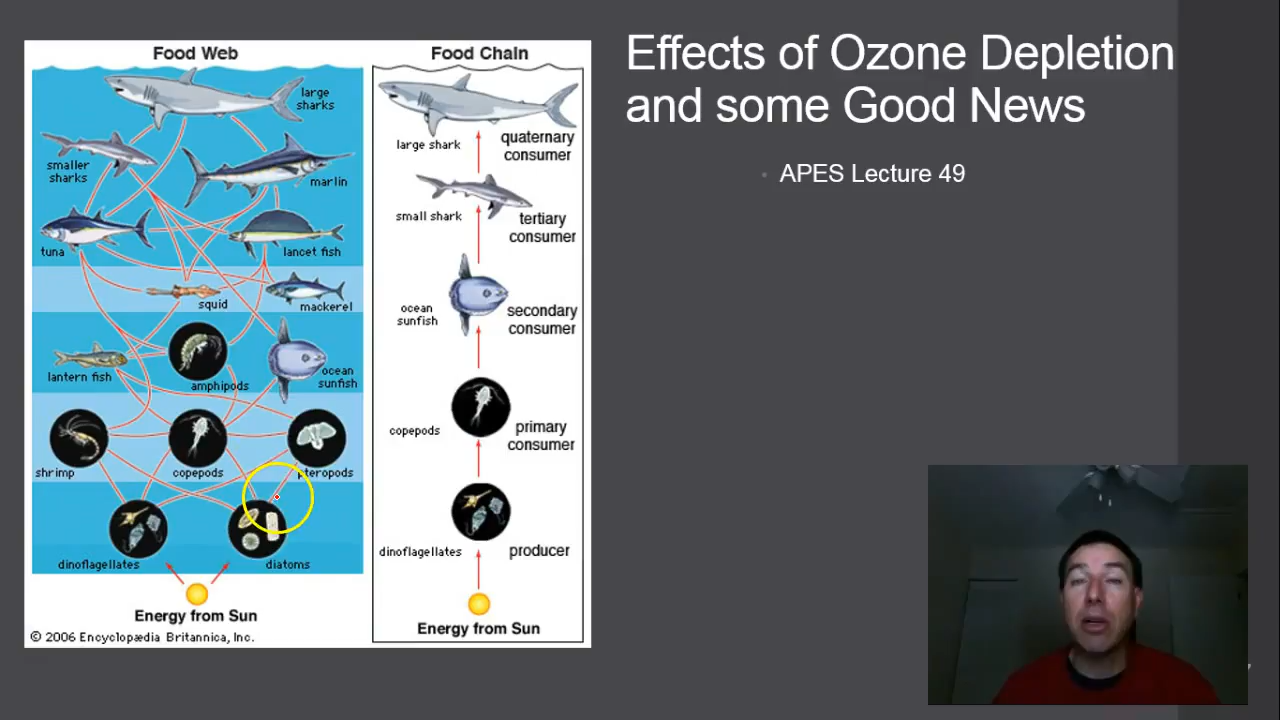 Food Web
large
sharks
smaller
sharks
marlin
tuna
lancet fish
squid
mackerel
lantern fish
amphipods
ocean
sunfish
shrimp
copepods
pteropods
dinoflagellates
diatoms
Energy from Sun
© 2006 Encyclopædia Britannica, Inc.
Food Chain
large shark
quaternary
consumer
small shark
tertiary
consumer
ocean
sunfish
secondary
consumer
copepods
primary
consumer
dinoflagellates
producer
Energy from Sun
Effects of Ozone Depletion
and some Good News
APES Lecture 49